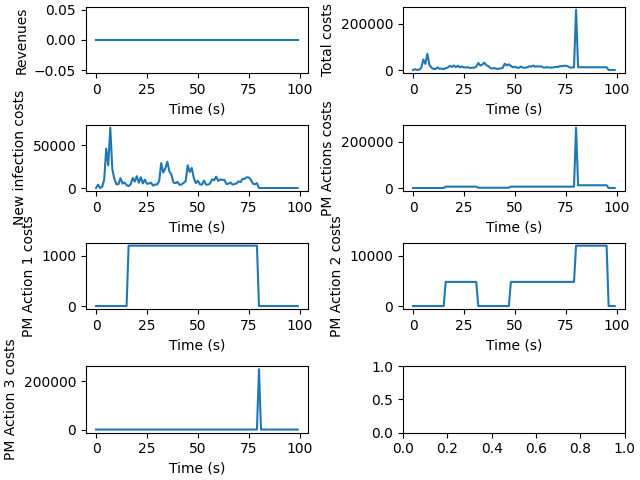 Revenues
0.05
0.00
−0.05
0 25 50 75 100
Time (s)
Total costs
200000
0
0 25 50 75 100
Time (s)
New infection costs
50000
0
0 25 50 75 100
Time (s)
PM Actions costs
200000
0
0 25 50 75 100
Time (s)
PM Action 1 costs
1000
0
0 25 50 75 100
Time (s)
PM Action 2 costs
10000
0
0 25 50 75 100
Time (s)
PM Action 3 costs
200000
0
0 25 50 75 100
Time (s)
1.0
0.5
0.0
0.0 0.2 0.4 0.6 0.8 1.0